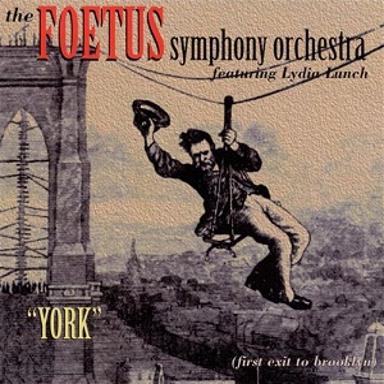 the FOETUS symphony orchestra
featuring Lydia Lunch
"YORK"
(first exit to brooklyn)